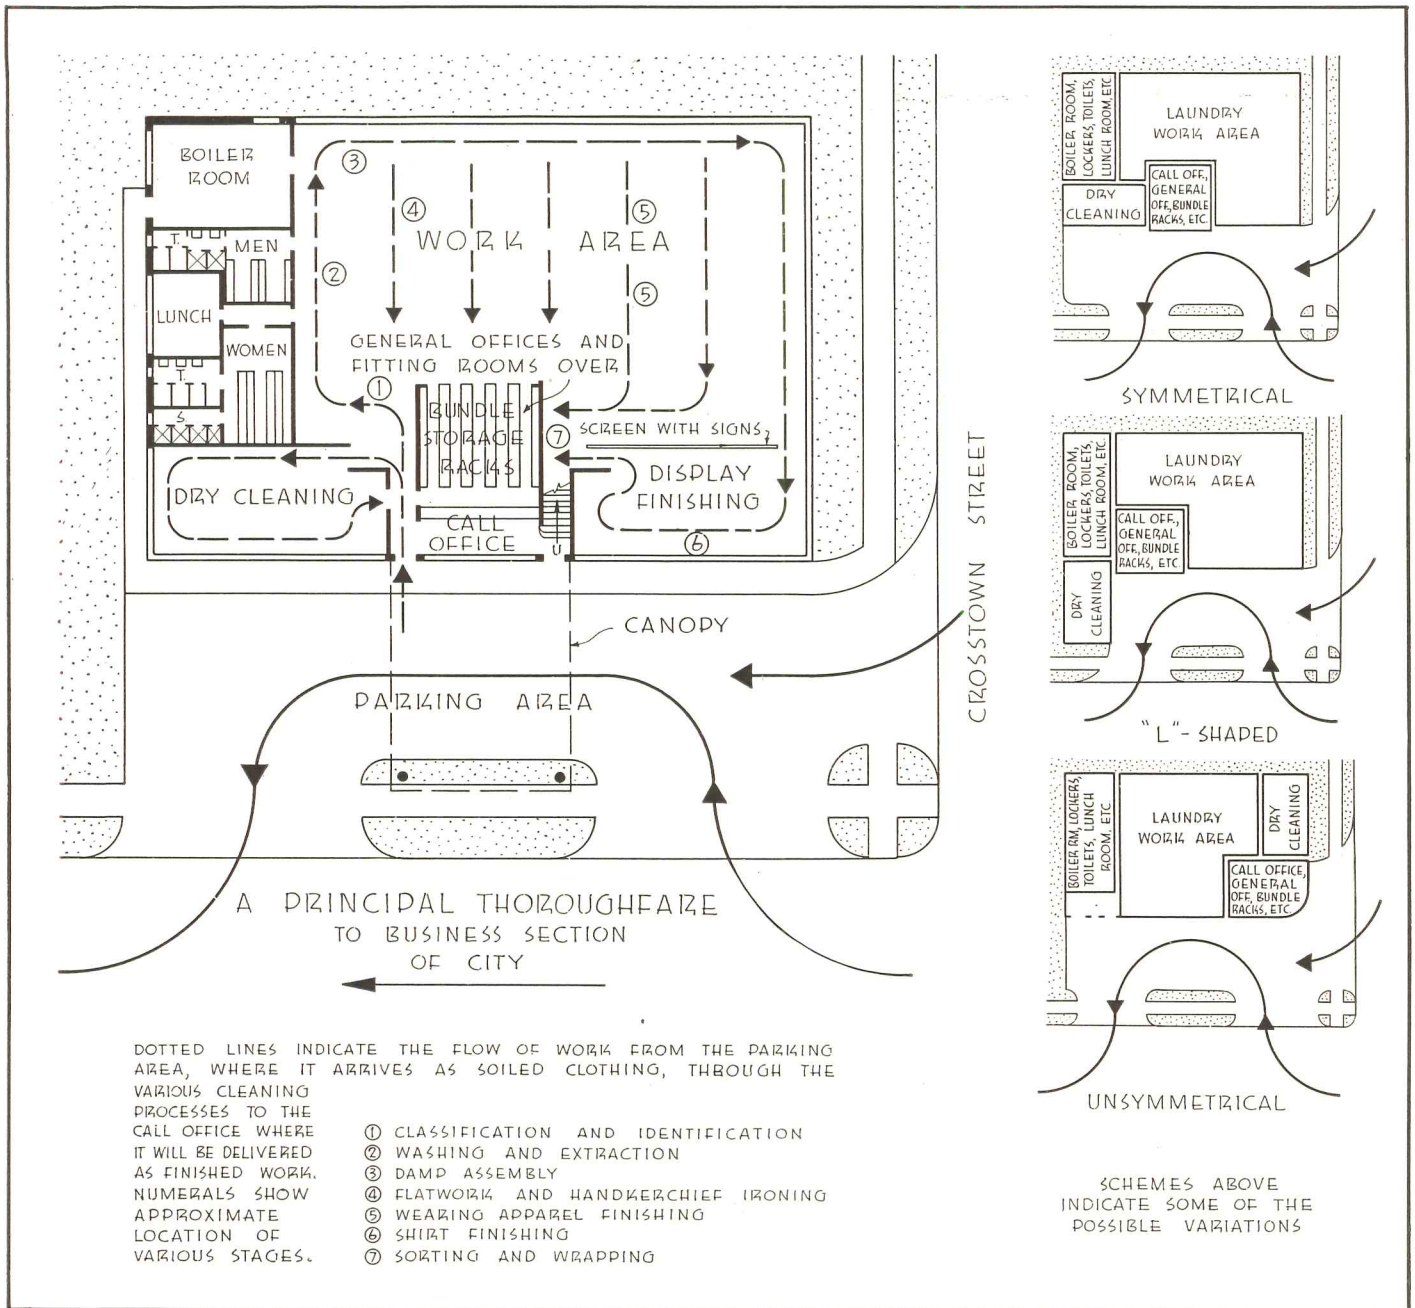 BOILER
ROOM
T.
MEN
LUNCH
WOMEN
T.
S.
③
④
⑤
WORK AREA
②
⑤
GENERAL OFFICES AND
FITTING ROOMS OVER
①
BUNDLE
STORAGE
RACKS
⑦
SCREEN WITH SIGNS
DISPLAY
FINISHING
DRY CLEANING
CALL
OFFICE
U
⑥
CANOPY
PARKING AREA
CROSSTOWN STREET
A PRINCIPAL THOROUGHFARE
TO BUSINESS SECTION
OF CITY
DOTTED LINES INDICATE THE FLOW OF WORK FROM THE PARKING
AREA, WHERE IT ARRIVES AS SOILED CLOTHING, THROUGH THE
VARIOUS CLEANING
PROCESSES TO THE
CALL OFFICE WHERE
IT WILL BE DELIVERED
AS FINISHED WORK.
NUMERALS SHOW
APPROXIMATE
LOCATION OF
VARIOUS STAGES.
① CLASSIFICATION AND IDENTIFICATION
② WASHING AND EXTRACTION
③ DAMP ASSEMBLY
④ FLATWORK AND HANDKERCHIEF IRONING
⑤ WEARING APPAREL FINISHING
⑥ SHIRT FINISHING
⑦ SORTING AND WRAPPING
BOILER ROOM,
LOCKERS, TOILETS,
LUNCH ROOM, ETC
LAUNDRY
WORK AREA
DRY
CLEANING
CALL OFF.,
GENERAL
OFF., BUNDLE
RACKS, ETC.
SYMMETRICAL
BOILER ROOM,
LOCKERS, TOILETS,
LUNCH ROOM, ETC.
LAUNDRY
WORK AREA
CALL OFF.,
GENERAL
OFF., BUNDLE
RACKS, ETC.
DRY
CLEANING
"L"- SHAPED
BOILER RM., LOCKERS,
TOILETS, LUNCH
ROOM, ETC
LAUNDRY
WORK AREA
DRY
CLEANING
CALL OFFICE,
GENERAL
OFF., BUNDLE
RACKS, ETC.
UNSYMMETRICAL
SCHEMES ABOVE
INDICATE SOME OF THE
POSSIBLE VARIATIONS